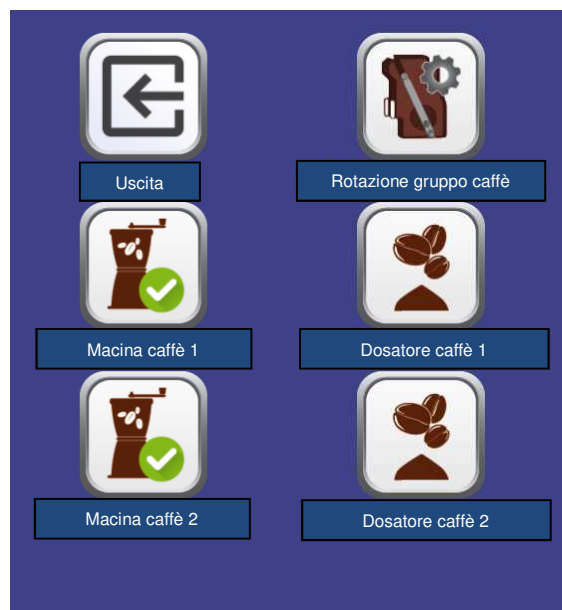 Uscita
Rotazione gruppo caffè
Macina caffè 1
Dosatore caffè 1
Macina caffè 2
Dosatore caffè 2